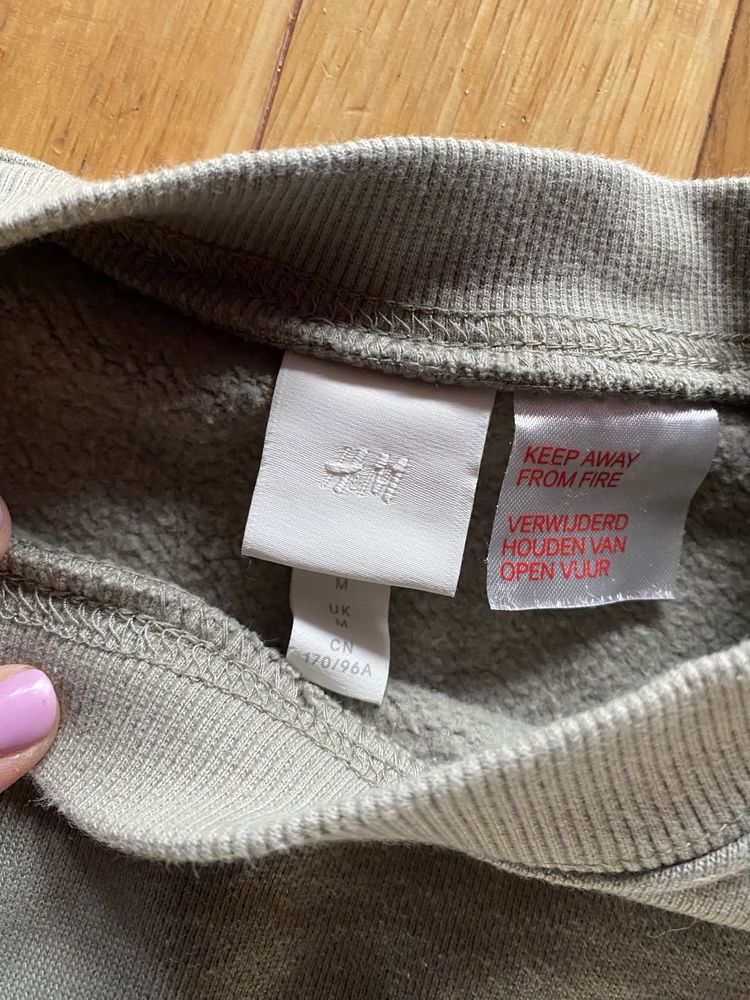 H&M
M
UK
M
CN
170/96A
KEEP AWAY
FROM FIRE
VERWIJDERD
HOUDEN VAN
OPEN VUUR